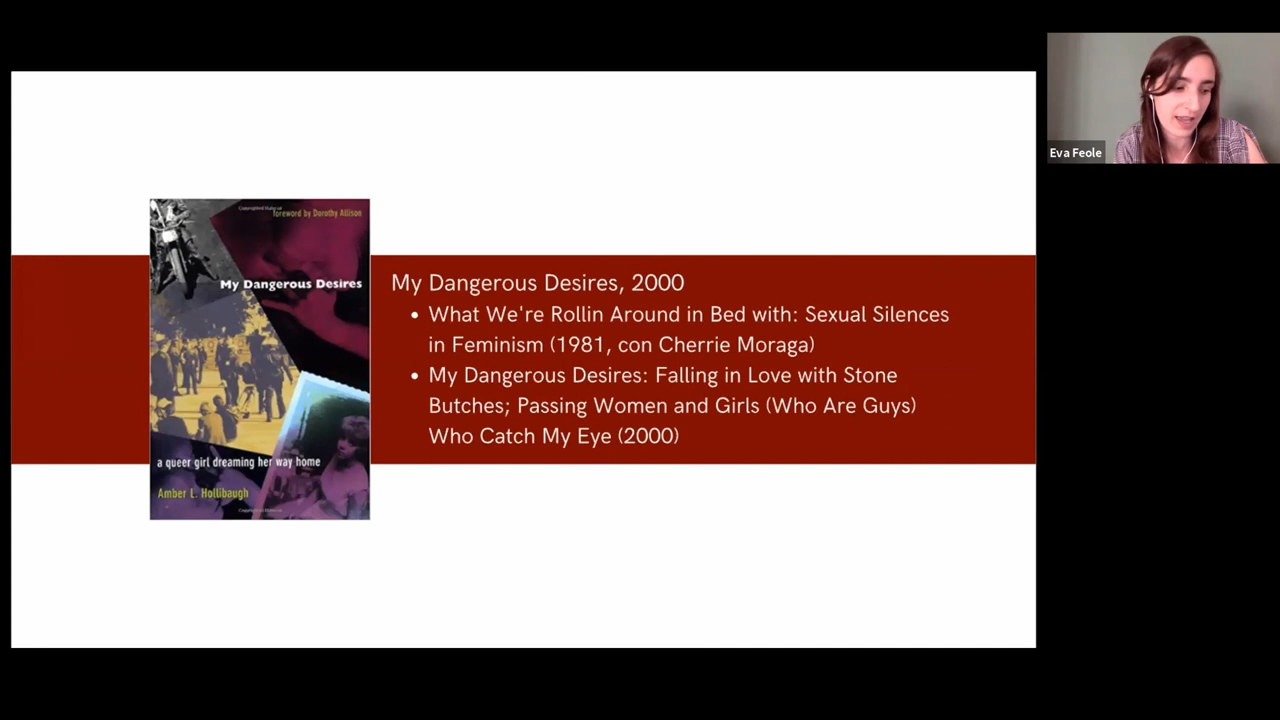 foreword by Dorothy Allison
My Dangerous Desires
a queer girl dreaming her way home
Amber L. Hollibaugh
My Dangerous Desires, 2000
• What We're Rollin Around in Bed with: Sexual Silences
in Feminism (1981, con Cherrie Moraga)
• My Dangerous Desires: Falling in Love with Stone
Butches; Passing Women and Girls (Who Are Guys)
Who Catch My Eye (2000)
Eva Feole